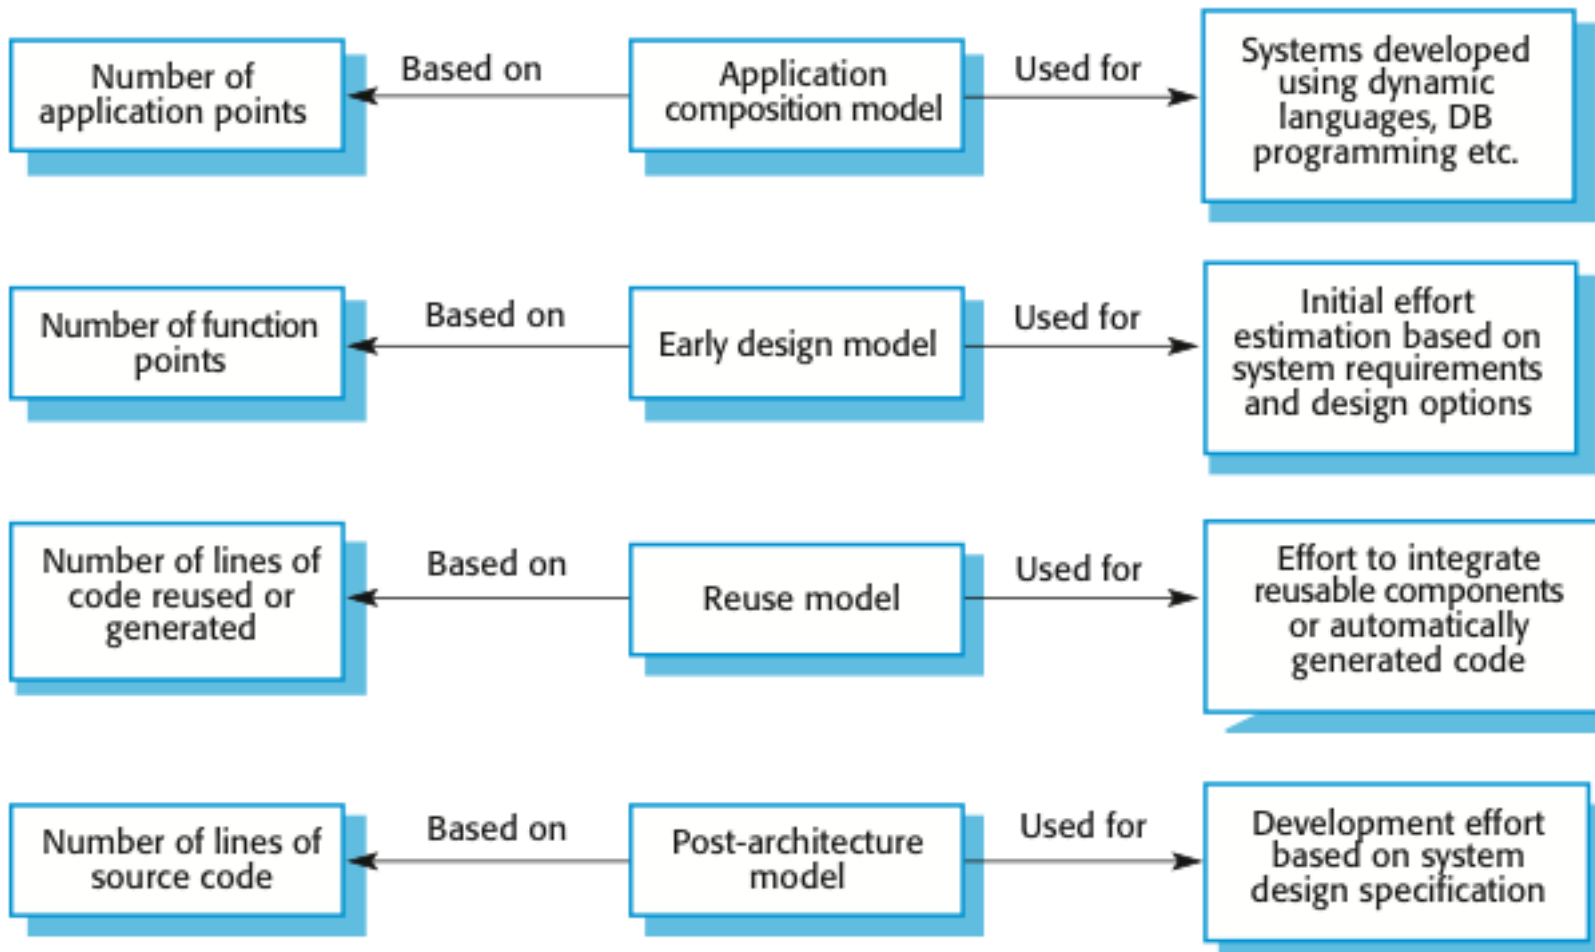 Number of
application points
Based on
Application
composition model
Used for
Systems developed
using dynamic
languages, DB
programming etc.
Number of function
points
Based on
Early design model
Used for
Initial effort
estimation based on
system requirements
and design options
Number of lines of
code reused or
generated
Based on
Reuse model
Used for
Effort to integrate
reusable components
or automatically
generated code
Number of lines of
source code
Based on
Post-architecture
model
Used for
Development effort
based on system
design specification